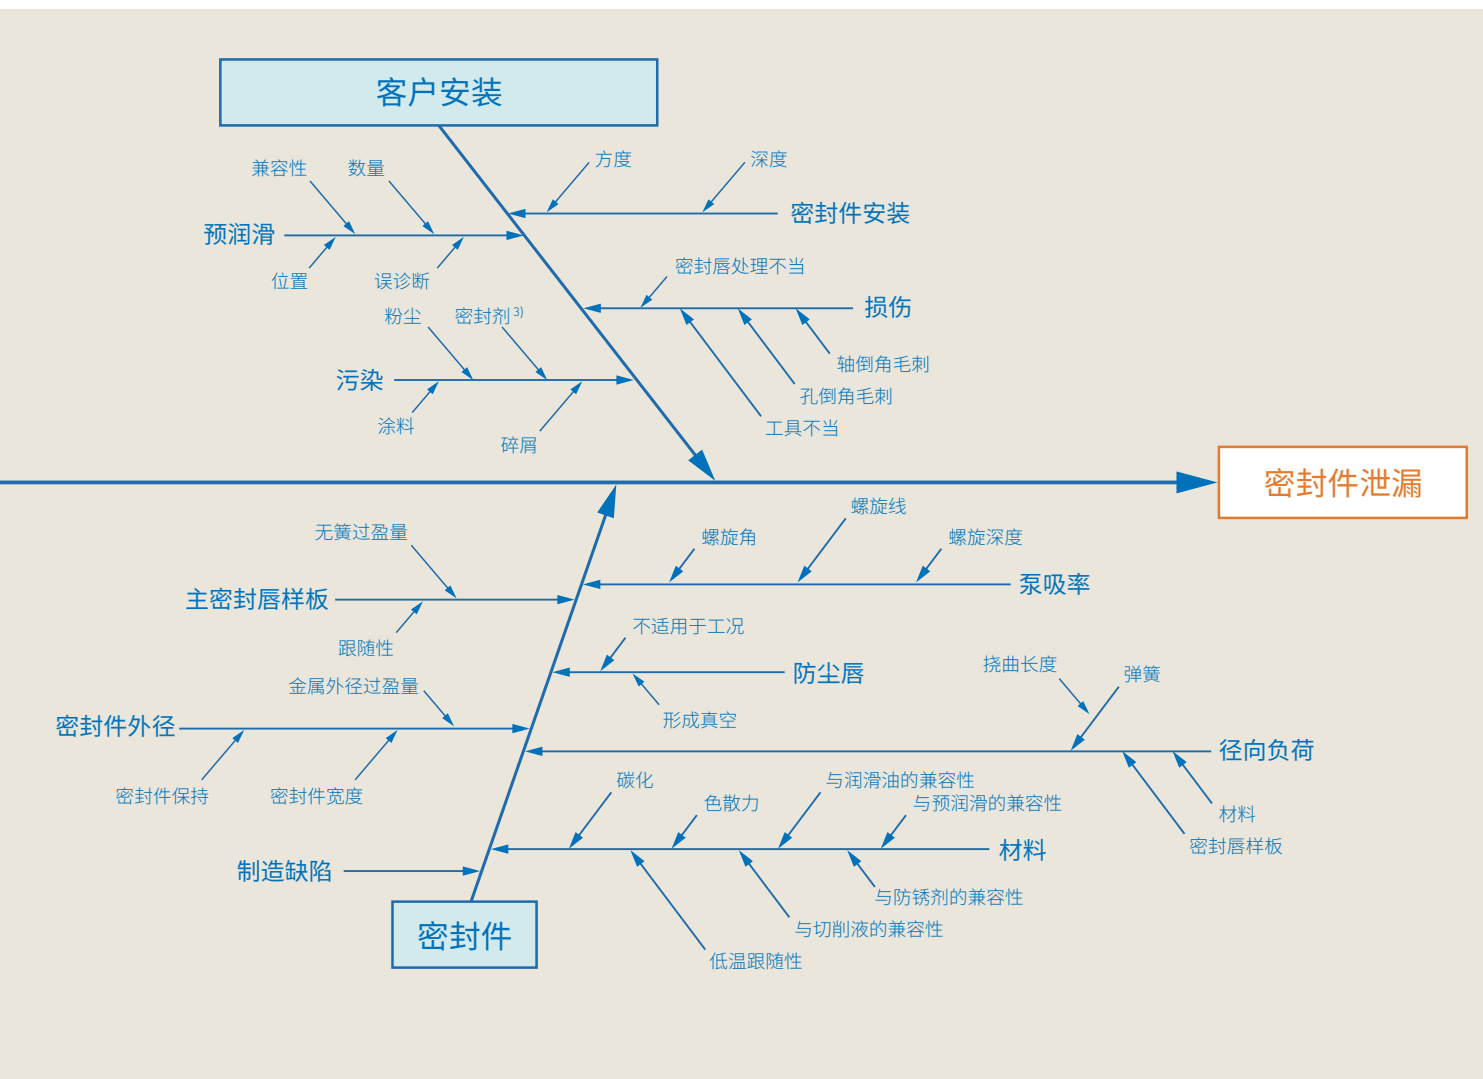 客户安装
兼容性
数量
方度
深度
预润滑
密封件安装
位置
误诊断
密封唇处理不当
粉尘
密封剂3)
损伤
污染
轴倒角毛刺
孔倒角毛刺
涂料
碎屑
工具不当
密封件泄漏
无簧过盈量
螺旋角
螺旋线
螺旋深度
主密封唇样板
泵吸率
跟随性
不适用于工况
金属外径过盈量
防尘唇
挠曲长度
弹簧
形成真空
密封件外径
径向负荷
密封件保持
密封件宽度
碳化
色散力
与润滑油的兼容性
与预润滑的兼容性
材料
密封唇样板
制造缺陷
材料
与防锈剂的兼容性
密封件
与切削液的兼容性
低温跟随性